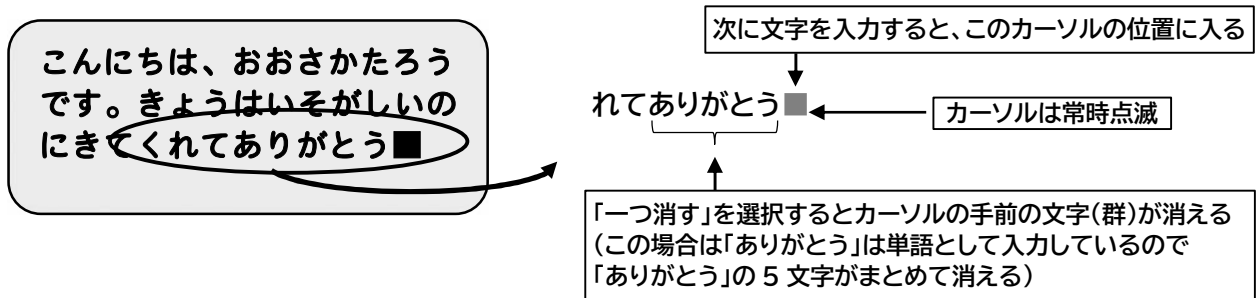 こんにちは、おおさかたろう
です。きょうはいそがしいの
にきてくれてありがとう■
次に文字を入力すると、このカーソルの位置に入る
れてありがとう■
カーソルは常時点滅
「一つ消す」を選択するとカーソルの手前の文字(群)が消える
(この場合は「ありがとう」は単語として入力しているので
「ありがとう」の 5 文字がまとめて消える)